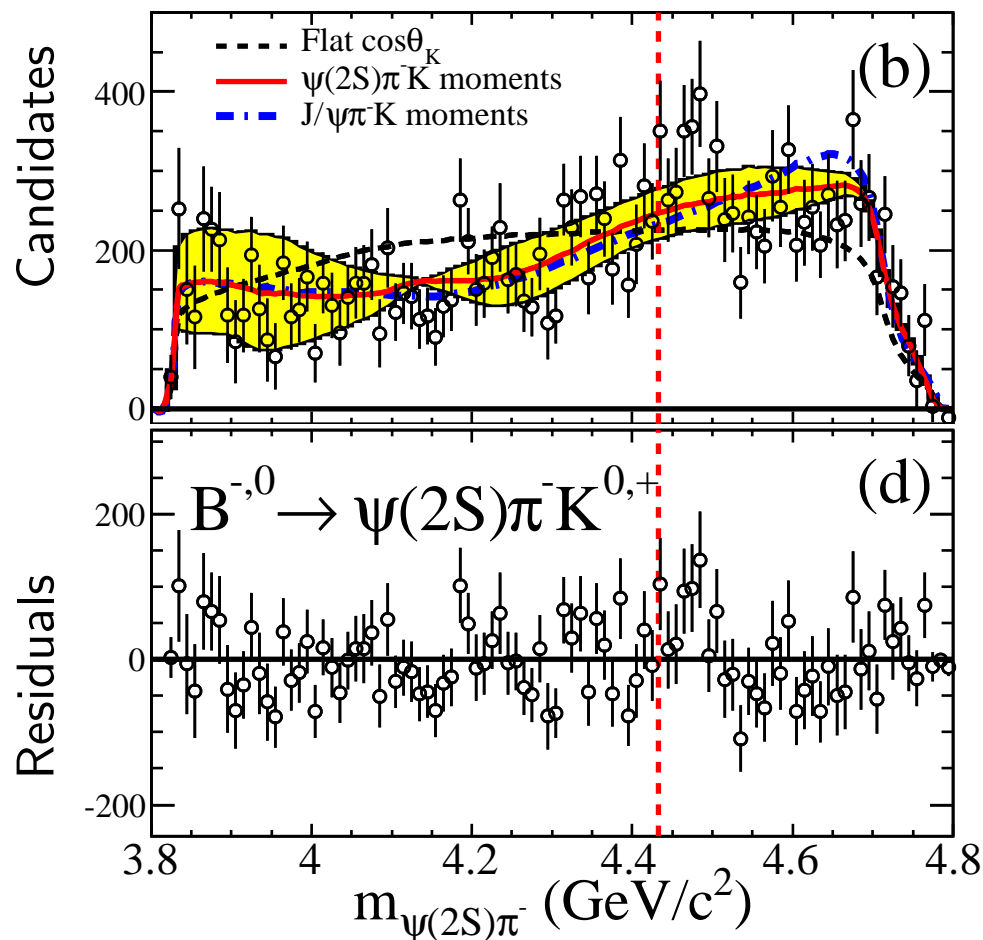 Candidates
400
200
0
Flat cosθ_K
ψ(2S)π⁻K moments
J/ψπ⁻K moments
(b)
Residuals
200
0
-200
B⁻,⁰ → ψ(2S)π⁻K⁰,⁺
(d)
3.8 4 4.2 4.4 4.6 4.8
m_ψ(2S)π⁻ (GeV/c²)